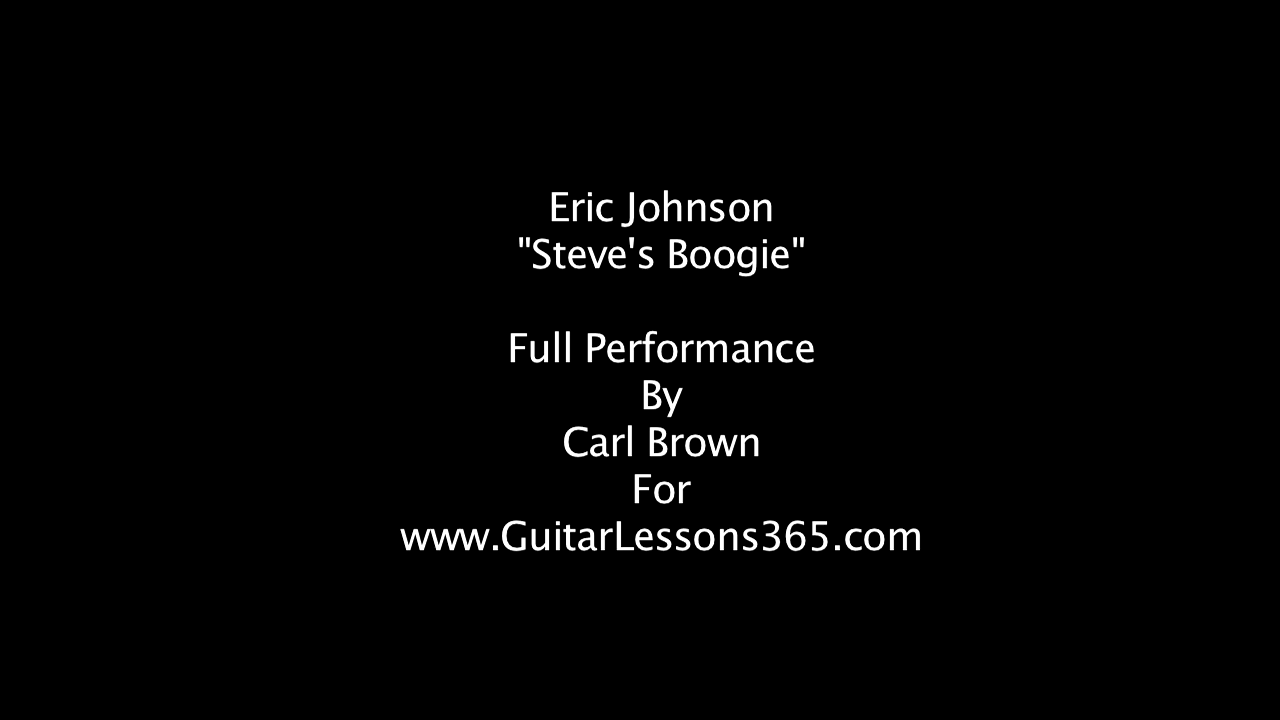 Eric Johnson
"Steve's Boogie"
Full Performance
By
Carl Brown
For
www.GuitarLessons365.com